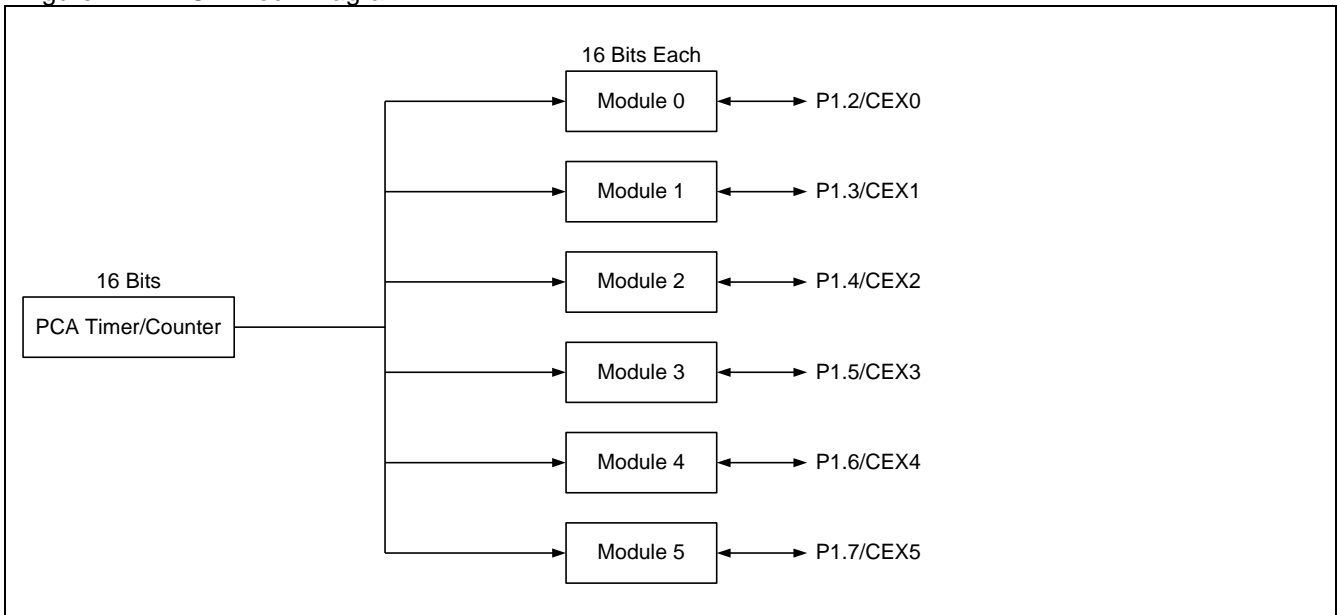 16 Bits Each
Module 0
P1.2/CEX0
Module 1
P1.3/CEX1
Module 2
P1.4/CEX2
16 Bits
PCA Timer/Counter
Module 3
P1.5/CEX3
Module 4
P1.6/CEX4
Module 5
P1.7/CEX5